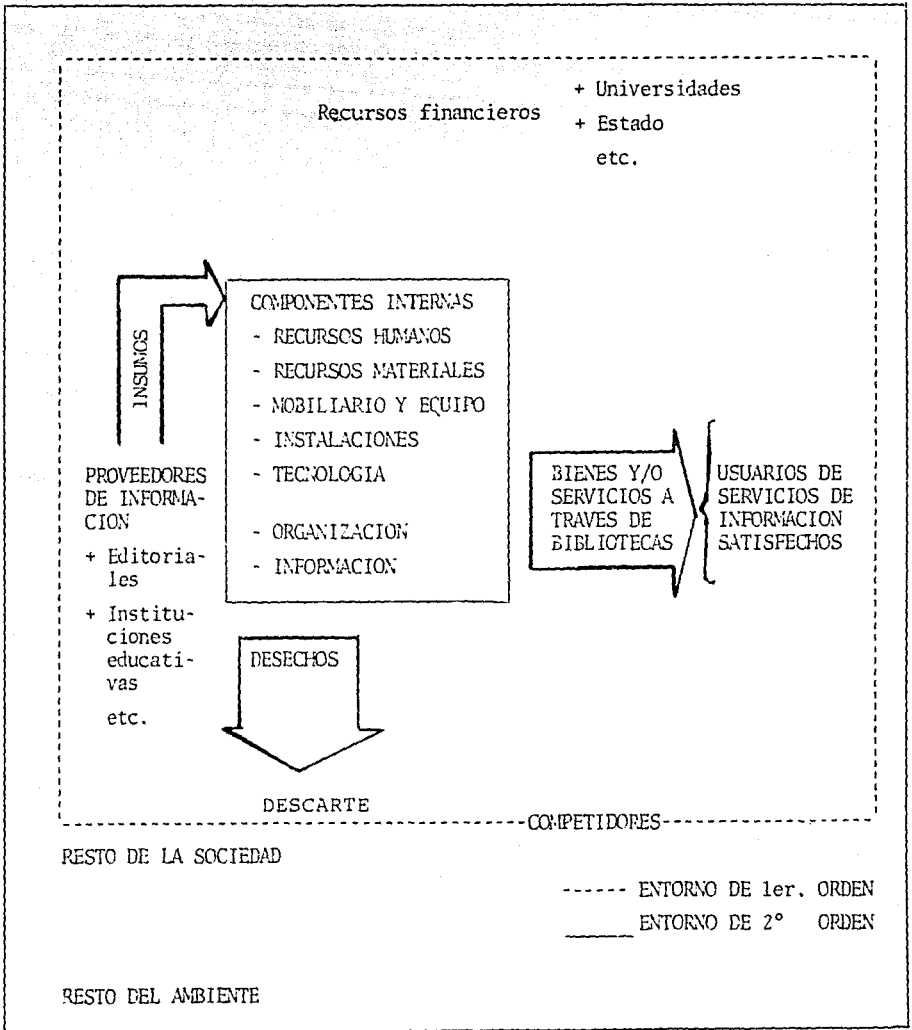 Recursos financieros
+ Universidades
+ Estado
etc.
INSUMOS
COMPONENTES INTERNAS
- RECURSOS HUMANOS
- RECURSOS MATERIALES
- MOBILIARIO Y EQUIPO
- INSTALACIONES
- TECNOLOGIA
- ORGANIZACION
- INFORMACION
PROVEEDORES
DE INFORMA-
CION
+ Editoria-
les
+ Institu-
ciones
educati-
vas
etc.
BIENES Y/O
SERVICIOS A
TRAVES DE
BIBLIOTECAS
USUARIOS DE
SERVICIOS DE
INFORMACION
SATISFECHOS
DESECHOS
DESCARTE
COMPETIDORES
RESTO DE LA SOCIEDAD
------ ENTORNO DE 1er. ORDEN
______ ENTORNO DE 2° ORDEN
RESTO DEL AMBIENTE